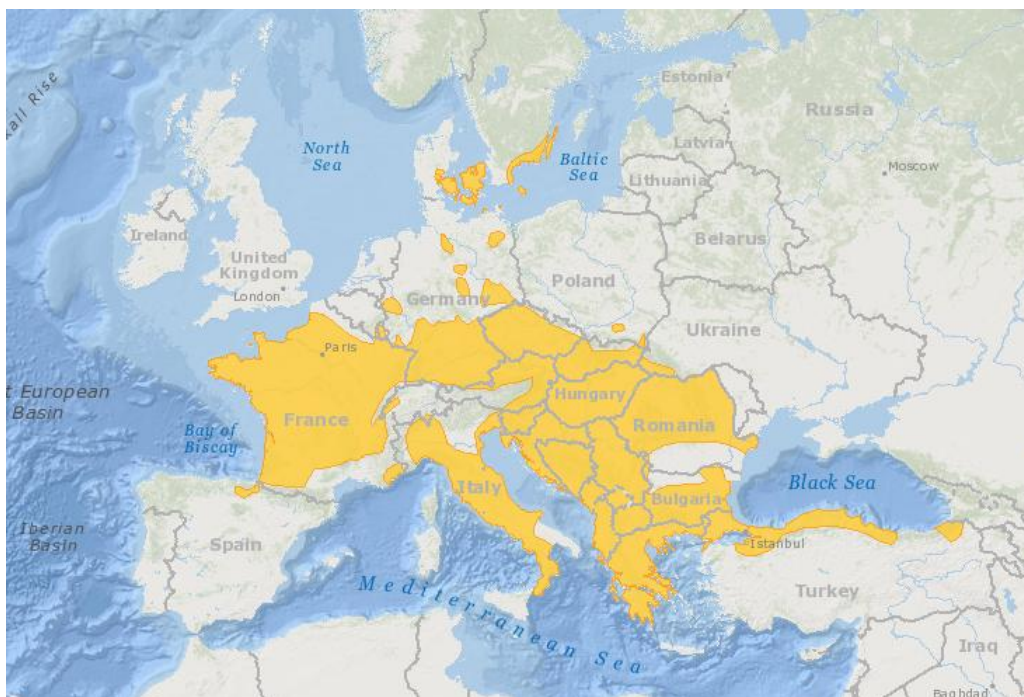 kall Rise
North
Sea
Baltic
Sea
Estonia
Latvia
Lithuania
Russia
Moscow
Belarus
Ireland
United
Kingdom
London
Germany
Poland
Ukraine
Paris
t European
Basin
France
Bay of
Biscay
Hungary
Romania
Italy
Bulgaria
Black Sea
Iberian
Basin
Spain
Istanbul
Turkey
Mediterranean Sea
Iraq
Baghdad